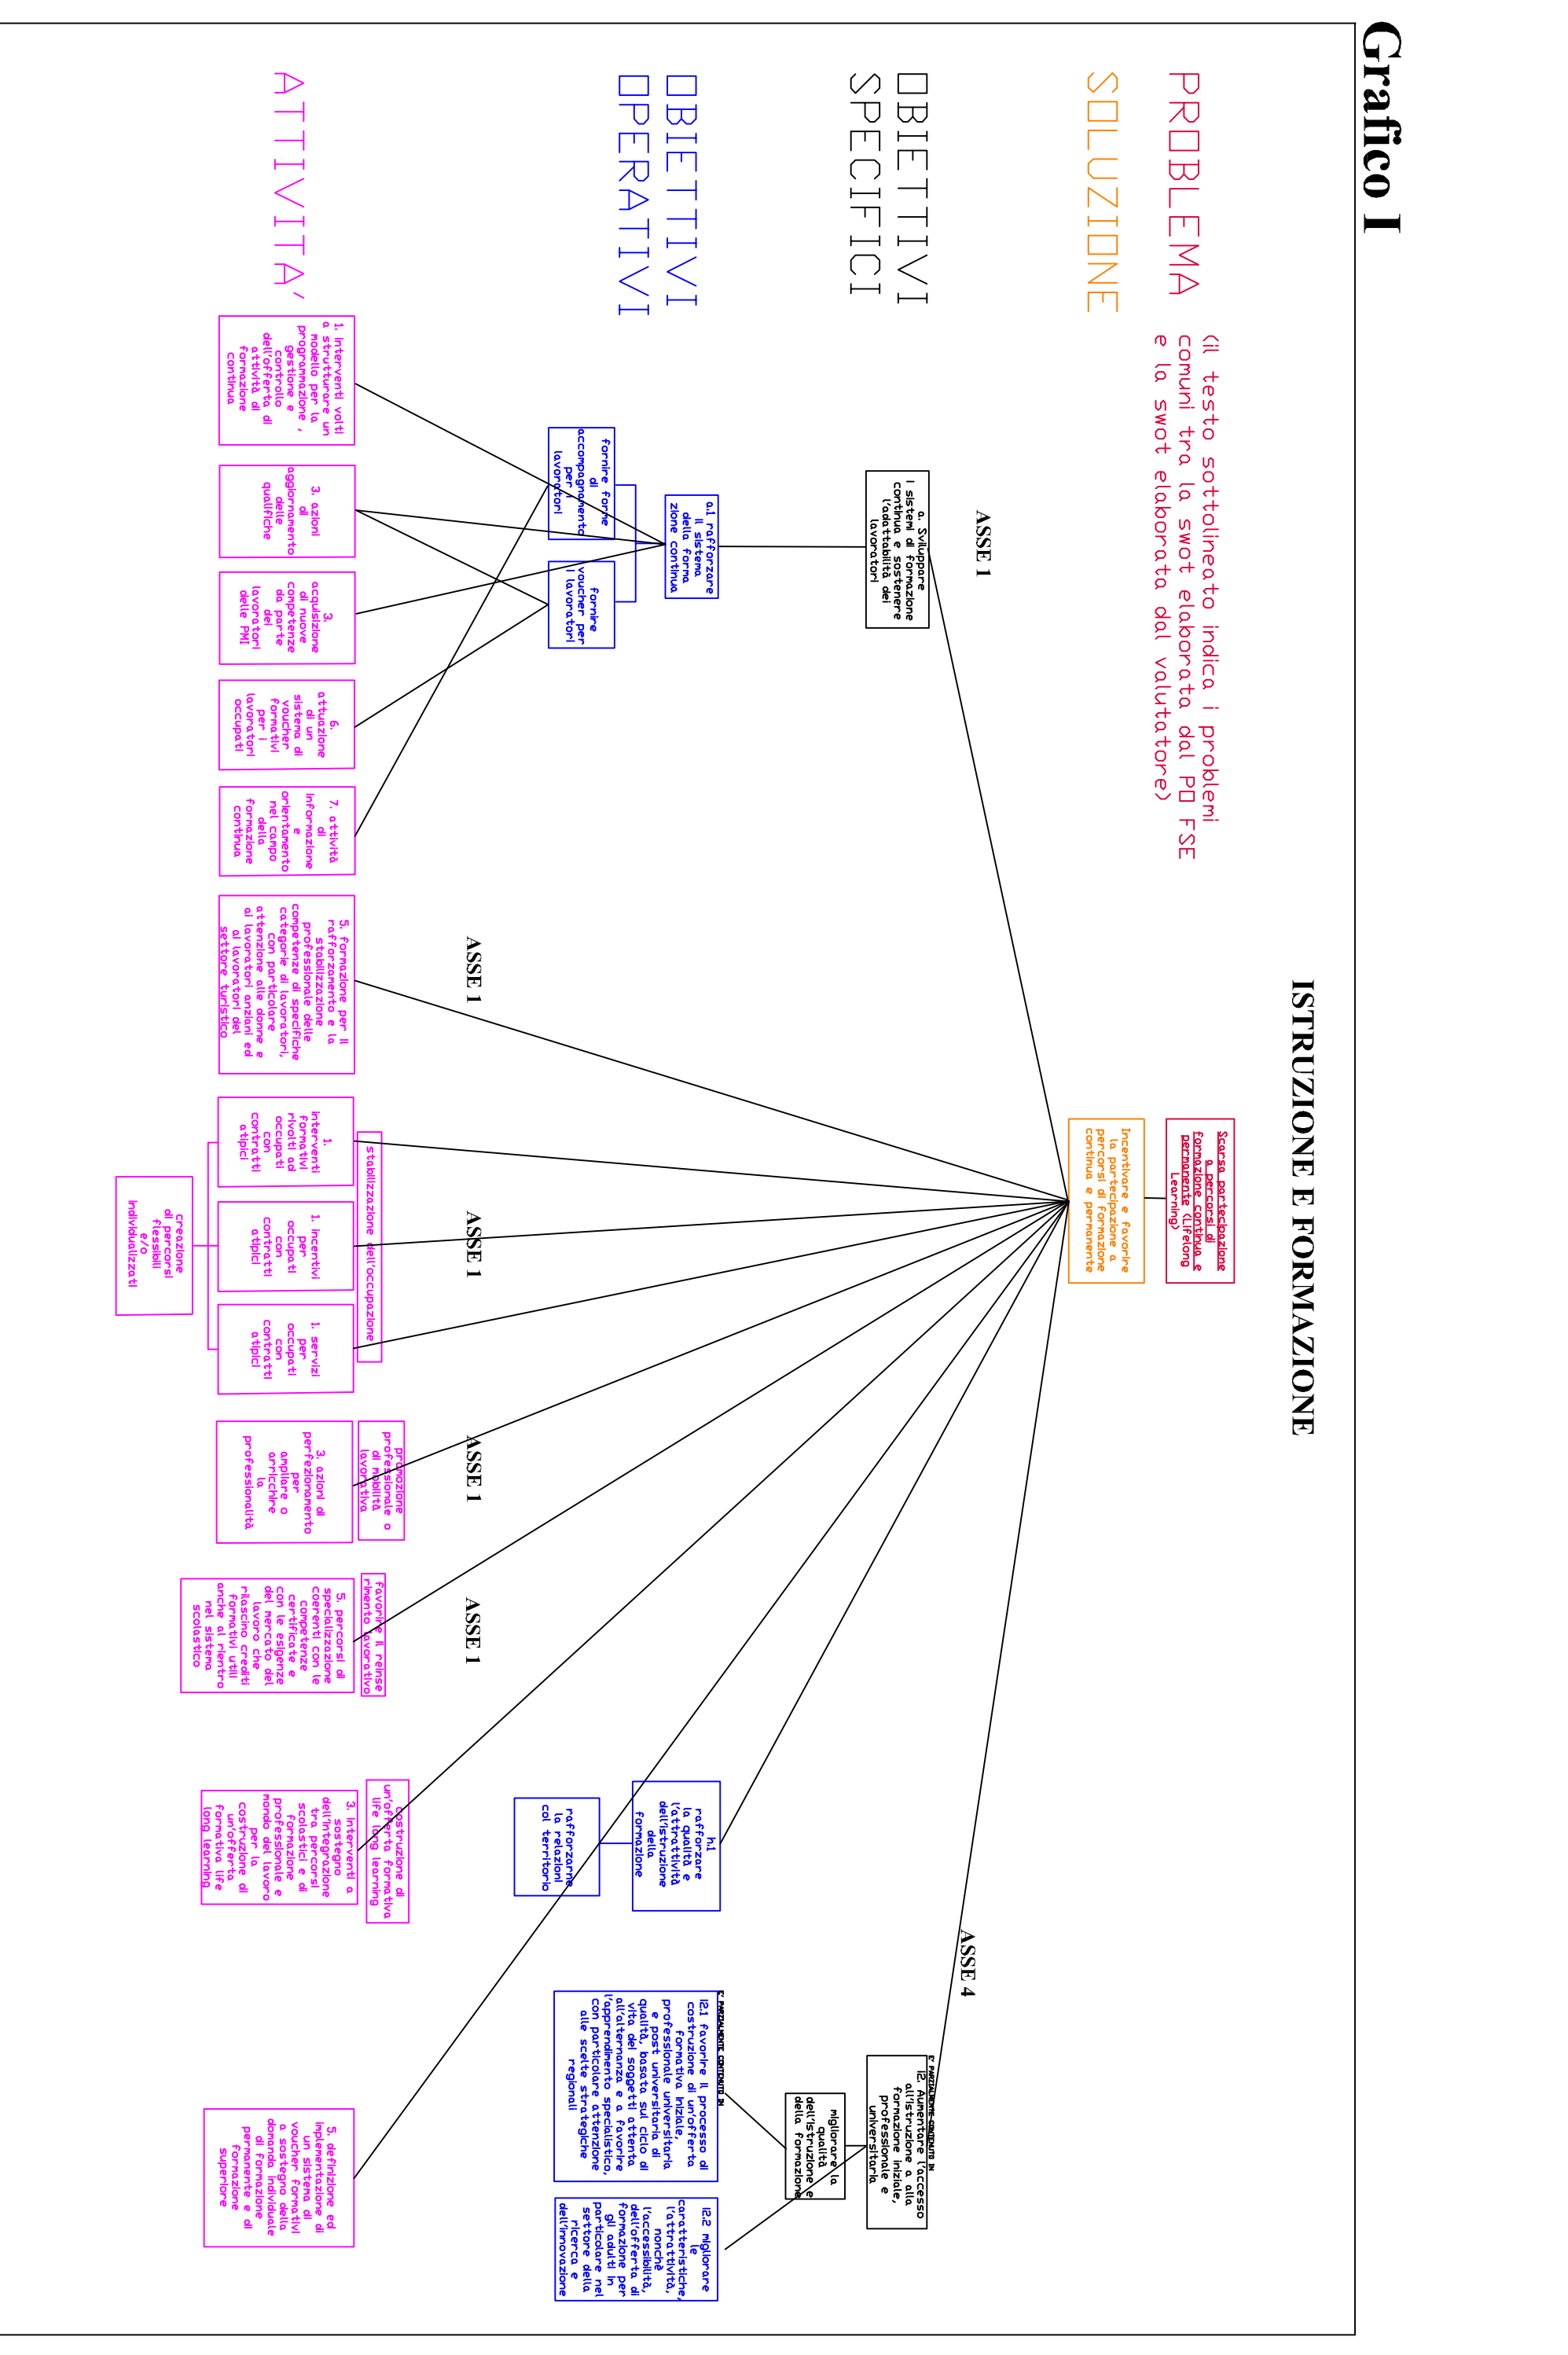 Grafico I
ISTRUZIONE E FORMAZIONE
PROBLEMA
(il testo sottolineato indica i problemi
comuni tra la swot elaborata dal PO FSE
e la swot elaborata dal valutatore)
Scarsa partecipazione
a percorsi di
formazione continua e
permanente (Lifelong
Learning)
SOLUZIONE
Incentivare e favorire
la partecipazione a
percorsi di formazione
continua e permanente
OBIETTIVI
SPECIFICI
ASSE 1
a. Sviluppare
i sistemi di formazione
continua e sostenere
l'adattabilità dei
lavoratori
ASSE 4
E' PARZIALMENTE CONTENUTO IN
i2. Aumentare l'accesso
all'istruzione a alla
formazione iniziale,
professionale e
universitaria
migliorare la
qualità
dell'istruzione e
della formazione
OBIETTIVI
OPERATIVI
a.1 rafforzare
il sistema
della forma
zione continua
fornire forme
di
accompagnamento
per i
lavoratori
fornire
voucher per
i lavoratori
h.1
rafforzare
la qualità e
l'attrattività
dell'istruzione
della
formazione
rafforzarne
la relazioni
col territorio
E' PARZIALMENTE CONTENUTO IN
i2.1 favorire il processo di
costruzione di un'offerta
formativa iniziale,
professionale universitaria
e post universitaria di
qualità, basata sul ciclo di
vita dei soggetti attenta
all'alternanza e a favorire
l'apprendimento specialistico,
con particolare attenzione
alle scelte strategiche
regionali
i2.2 migliorare
le
caratteristiche,
l'attrattività,
nonchè
l'accessibilità,
dell'offerta di
formazione per
gli adulti in
particolare nel
settore della
ricerca e
dell'innovazione
ATTIVITA'
1. Interventi volti
a strutturare un
modello per la
programmazione ,
gestione e
controllo
dell'offerta di
attività di
formazione
continua
3. azioni
di
aggiornamento
delle
qualifiche
3.
acquisizione
di nuove
competenze
da parte
dei
lavoratori
delle PMI
6.
attuazione
di un
sistema di
voucher
formativi
per i
lavoratori
occupati
7. attività
di
informazione
e
orientamento
nel campo
della
formazione
continua
ASSE 1
5. formazione per il
rafforzamento e la
stabilizzazione
professionale delle
competenze di specifiche
categorie di lavoratori,
con particolare
attenzione alle donne e
ai lavoratori anziani ed
ai lavoratori del
settore turistico
ASSE 1
stabilizzazione dell'occupazione
1.
interventi
formativi
rivolti ad
occupati
con
contratti
atipici
1. incentivi
per
occupati
con
contratti
atipici
1. servizi
per
occupati
con
contratti
atipici
creazione
di percorsi
flessibili
e/o
individualizzati
ASSE 1
promozione
professionale o
di mobilità
lavorativa
3. azioni di
perfezionamento
per
ampliare o
arricchire
la
professionalità
ASSE 1
favorire il reinse
rimento lavorativo
5. percorsi di
specializzazione
coerenti con le
competenze
certificate e
con le esigenze
del mercato del
lavoro che
rilascino crediti
formativi utili
anche al rientro
nel sistema
scolastico
costruzione di
un'offerta formativa
life long learning
3. Interventi a
sostegno
dell'integrazione
tra percorsi
scolastici e di
formazione
professionale e
mondo del lavoro
per la
costruzione di
un'offerta
formativa life
long learning
5. definizione ed
implementazione di
un sistema di
voucher formativi
a sostegno della
domanda individuale
di formazione
permanente e di
formazione
superiore